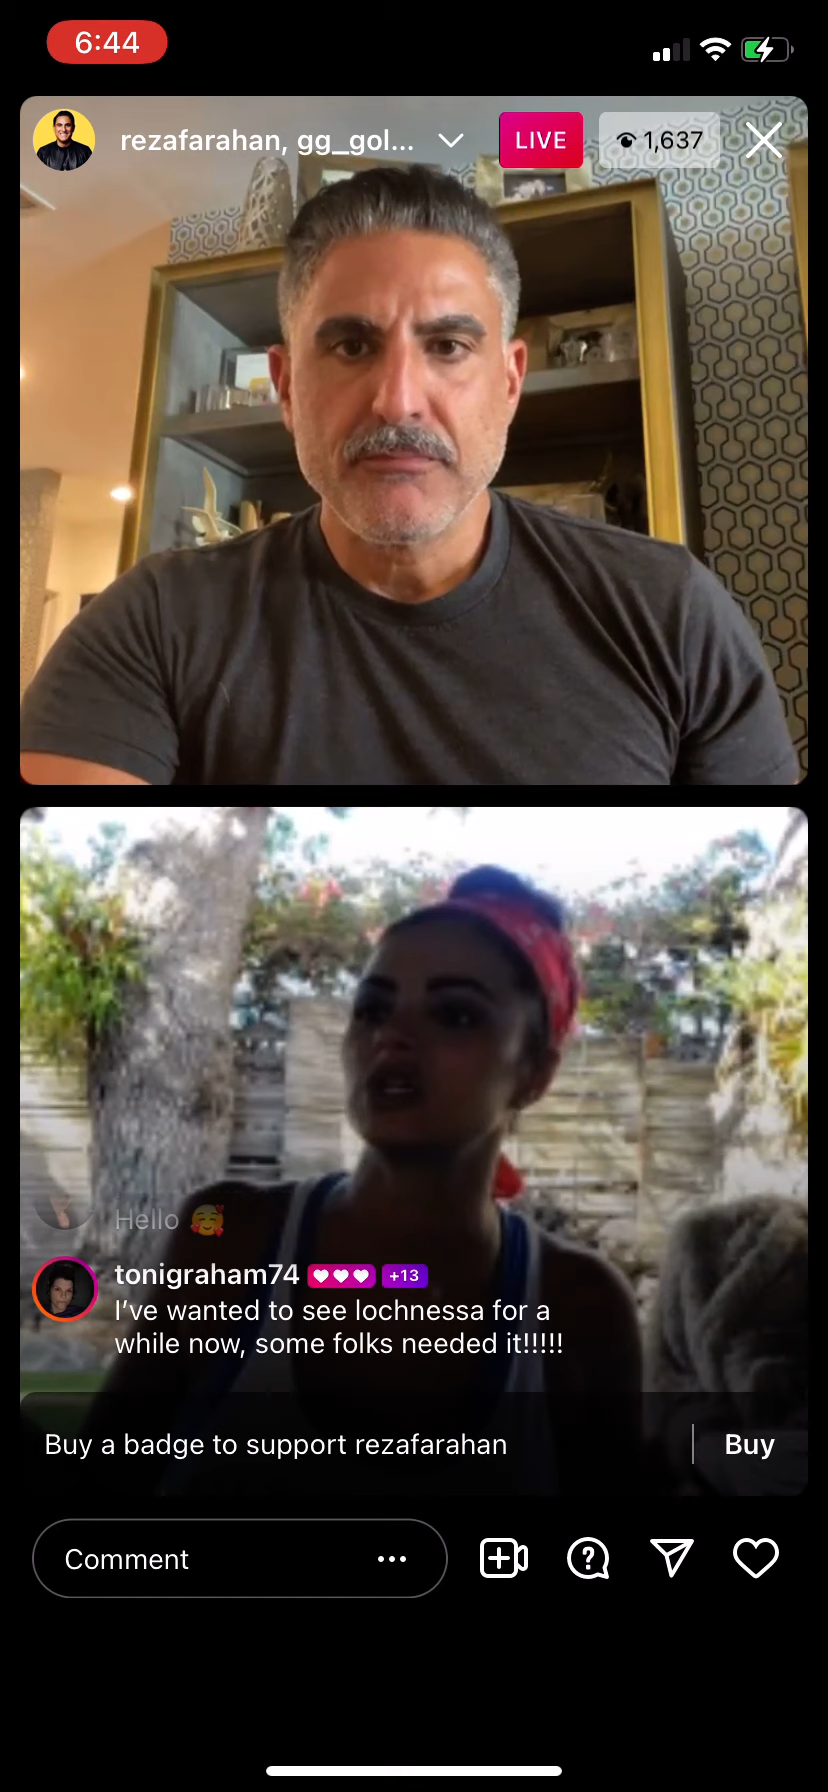 6:44
rezafarahan, gg_gol...
LIVE
1,637
Hello 🥰
tonigraham74 +13
I've wanted to see lochnessa for a
while now, some folks needed it!!!!!
Buy a badge to support rezafarahan
Buy
Comment